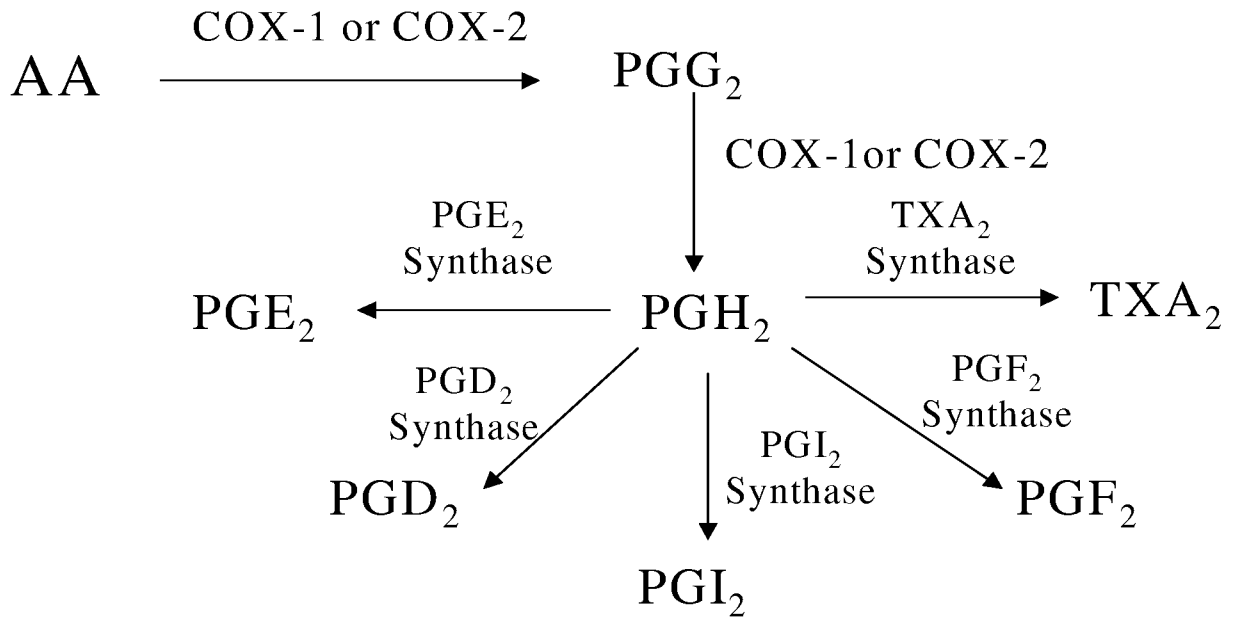 COX-1 or COX-2
AA
PGG₂
COX-1or COX-2
PGE₂
Synthase
TXA₂
Synthase
PGE₂
PGH₂
TXA₂
PGD₂
Synthase
PGF₂
Synthase
PGI₂
Synthase
PGD₂
PGF₂
PGI₂